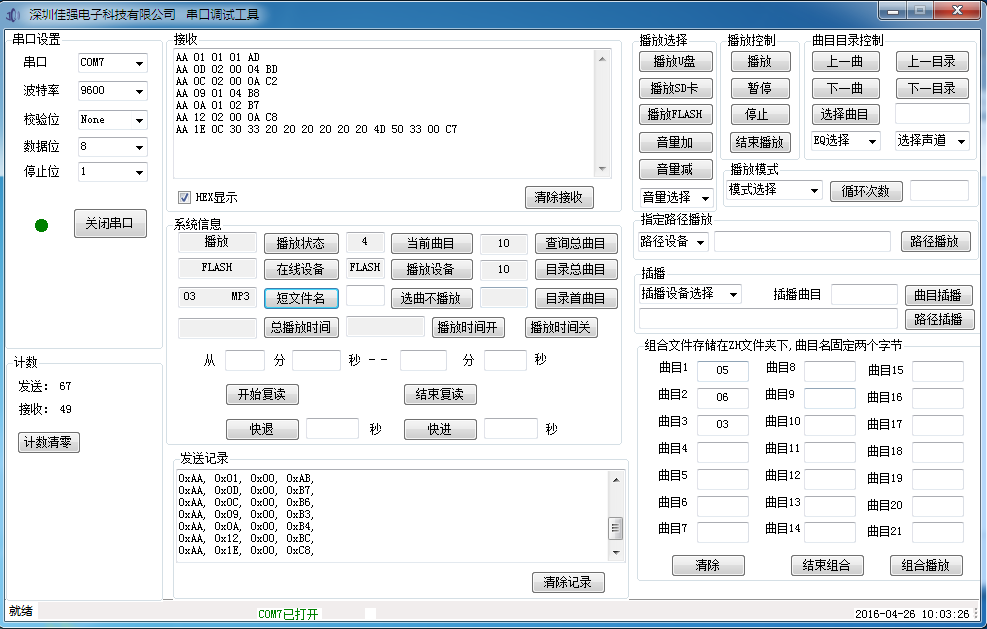 深圳佳强电子科技有限公司 串口调试工具
串口设置
串口 COM7
波特率 9600
校验位 None
数据位 8
停止位 1
关闭串口
计数
发送: 67
接收: 49
计数清零
接收
AA 01 01 01 AD
AA 0D 02 00 04 BD
AA 0C 02 00 0A C2
AA 09 01 04 B8
AA 0A 01 02 B7
AA 12 02 00 0A C8
AA 1E 0C 30 33 20 20 20 20 20 20 4D 50 33 00 C7
HEX显示 清除接收
系统信息
播放 播放状态 4 当前曲目 10 查询总曲目
FLASH 在线设备 FLASH 播放设备 10 目录总曲目
03 MP3 短文件名 选曲不播放 目录首曲目
总播放时间 播放时间开 播放时间关
从 分 秒 -- 分 秒
开始复读 结束复读
快退 秒 快进 秒
发送记录
0xAA, 0x01, 0x00, 0xAB,
0xAA, 0x0D, 0x00, 0xB7,
0xAA, 0x0C, 0x00, 0xB6,
0xAA, 0x09, 0x00, 0xB3,
0xAA, 0x0A, 0x00, 0xB4,
0xAA, 0x12, 0x00, 0xBC,
0xAA, 0x1E, 0x00, 0xC8,
清除记录
播放选择
播放U盘
播放SD卡
播放FLASH
音量加
音量减
音量选择
播放控制
播放
暂停
停止
结束播放
曲目目录控制
上一曲 上一目录
下一曲 下一目录
选择曲目
EQ选择 选择声道
播放模式
模式选择 循环次数
指定路径播放
路径设备 路径播放
插播
插播设备选择 插播曲目 曲目插播
路径插播
组合文件存储在ZH文件夹下,曲目名固定两个字节
曲目1 05 曲目8 曲目15
曲目2 06 曲目9 曲目16
曲目3 03 曲目10 曲目17
曲目4 曲目11 曲目18
曲目5 曲目12 曲目19
曲目6 曲目13 曲目20
曲目7 曲目14 曲目21
清除 结束组合 组合播放
就绪 COM7已打开 2016-04-26 10:03:26